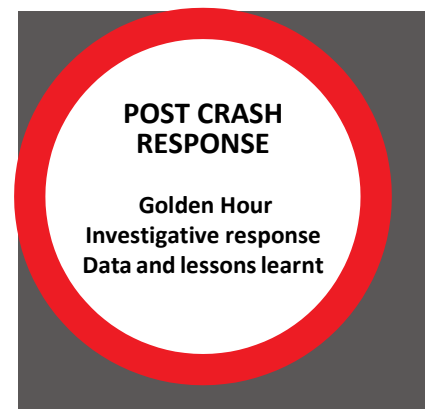 POST CRASH
RESPONSE
Golden Hour
Investigative response
Data and lessons learnt